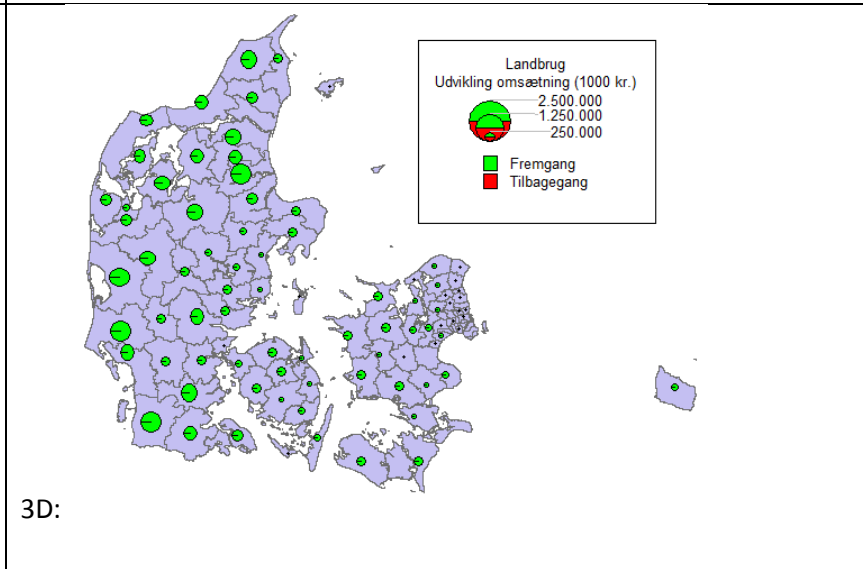 Landbrug
Udvikling omsætning (1000 kr.)
2.500.000
1.250.000
250.000
Fremgang
Tilbagegang
3D: